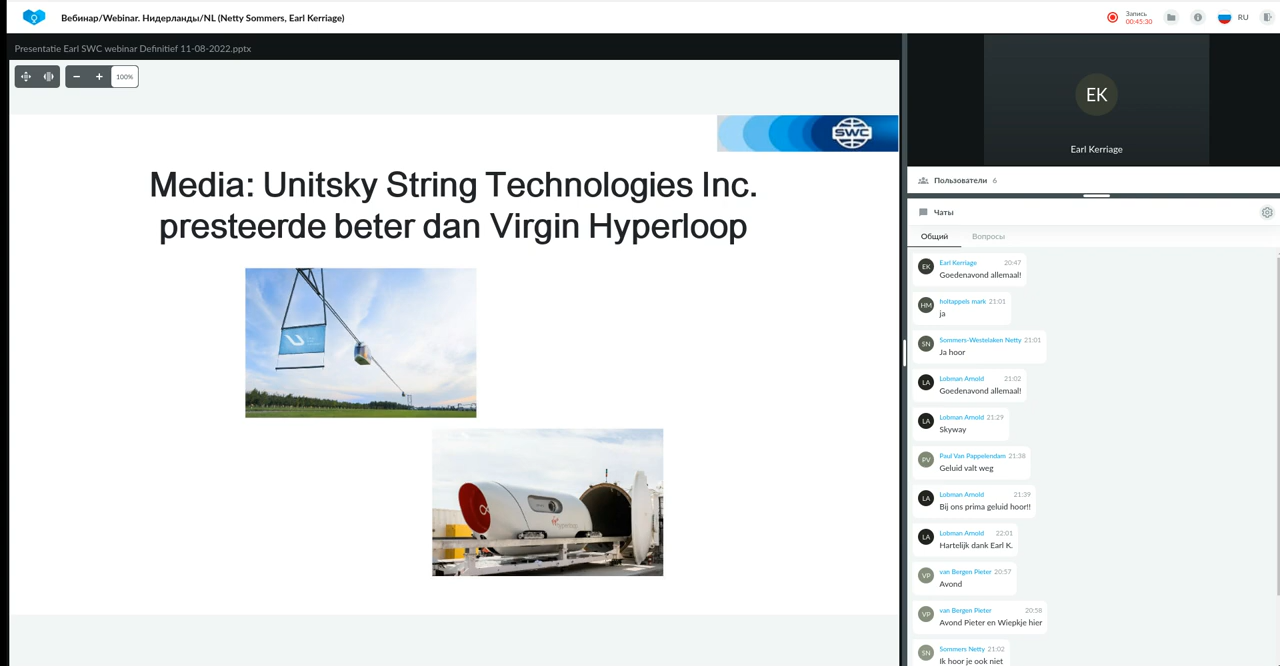 Вебинар/Webinar. Нидерланды/NL (Netty Sommers, Earl Kerriage)
Запись
00:45:30
RU
Presentatie Earl SWC webinar Definitief 11-08-2022.pptx
100%
SWC
Media: Unitsky String Technologies Inc.
presteerde beter dan Virgin Hyperloop
hyperloop
EK
Earl Kerriage
Пользователи 6
Чаты
Общий Вопросы
EK
Earl Kerriage 20:47
Goedenavond allemaal!
HM
holtappels mark 21:01
ja
SN
Sommers-Westelaken Netty 21:01
Ja hoor
LA
Lobman Arnold 21:02
Goedenavond allemaal!
LA
Lobman Arnold 21:29
Skyway
PV
Paul Van Pappelendam 21:38
Geluid valt weg
LA
Lobman Arnold 21:39
Bij ons prima geluid hoor!!
LA
Lobman Arnold 22:01
Hartelijk dank Earl K.
VP
van Bergen Pieter 20:57
Avond
VP
van Bergen Pieter 20:58
Avond Pieter en Wiepkje hier
SN
Sommers Netty 21:02
Ik hoor je ook niet